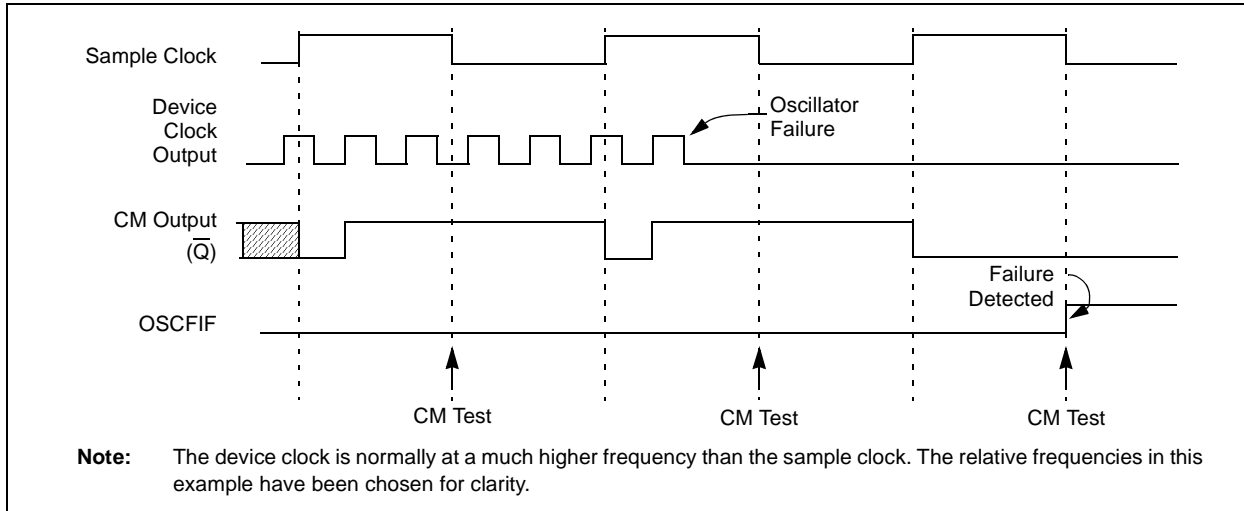 Sample Clock
Device
Clock
Output
Oscillator
Failure
CM Output
(Q̅)
Failure
Detected
OSCFIF
CM Test
CM Test
CM Test
Note: The device clock is normally at a much higher frequency than the sample clock. The relative frequencies in this
example have been chosen for clarity.